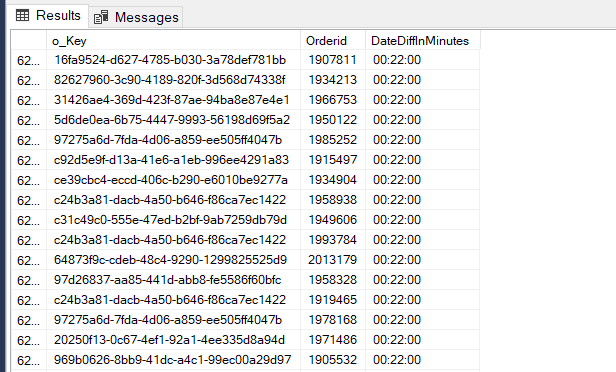 Results Messages
o_Key Orderid DateDiffInMinutes
62... 16fa9524-d627-4785-b030-3a78def781bb 1907811 00:22:00
62... 82627960-3c90-4189-820f-3d568d74338f 1934213 00:22:00
62... 31426ae4-369d-423f-87ae-94ba8e87e4e1 1966753 00:22:00
62... 5d6de0ea-6b75-4447-9993-56198d69f5a2 1950122 00:22:00
62... 97275a6d-7fda-4d06-a859-ee505ff4047b 1985252 00:22:00
62... c92d5e9f-d13a-41e6-a1eb-996ee4291a83 1915497 00:22:00
62... ce39cbc4-eccd-406c-b290-e6010be9277a 1934904 00:22:00
62... c24b3a81-dacb-4a50-b646-f86ca7ec1422 1958938 00:22:00
62... c31c49c0-555e-47ed-b2bf-9ab7259db79d 1949606 00:22:00
62... c24b3a81-dacb-4a50-b646-f86ca7ec1422 1993784 00:22:00
62... 64873f9c-cdeb-48c4-9290-1299825525d9 2013179 00:22:00
62... 97d26837-aa85-441d-abb8-fe5586f60bfc 1958328 00:22:00
62... c24b3a81-dacb-4a50-b646-f86ca7ec1422 1919465 00:22:00
62... 97275a6d-7fda-4d06-a859-ee505ff4047b 1978168 00:22:00
62... 20250f13-0c67-4ef1-92a1-4ee335d8a94d 1971486 00:22:00
62... 969b0626-8bb9-41dc-a4c1-99ec00a29d97 1905532 00:22:00